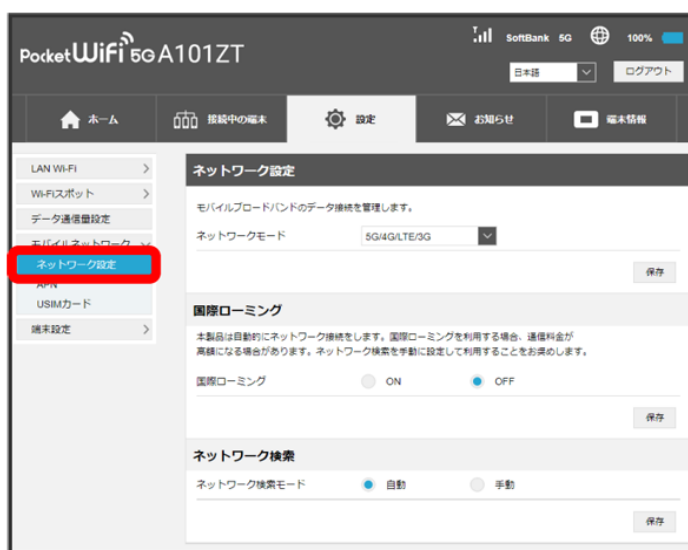 PocketWiFi 5G A101ZT
SoftBank 5G 100%
日本語 ログアウト
ホーム 接続中の端末 設定 お知らせ 端末情報
LAN Wi-Fi
Wi-Fiスポット
データ通信量設定
モバイルネットワーク
ネットワーク設定
APN
USIMカード
端末設定
ネットワーク設定
モバイルブロードバンドのデータ接続を管理します。
ネットワークモード 5G/4G/LTE/3G
保存
国際ローミング
本製品は自動的にネットワーク接続をします。国際ローミングを利用する場合、通信料金が
高額になる場合があります。ネットワーク検索を手動に設定して利用することをお奨めします。
国際ローミング ON OFF
保存
ネットワーク検索
ネットワーク検索モード 自動 手動
保存